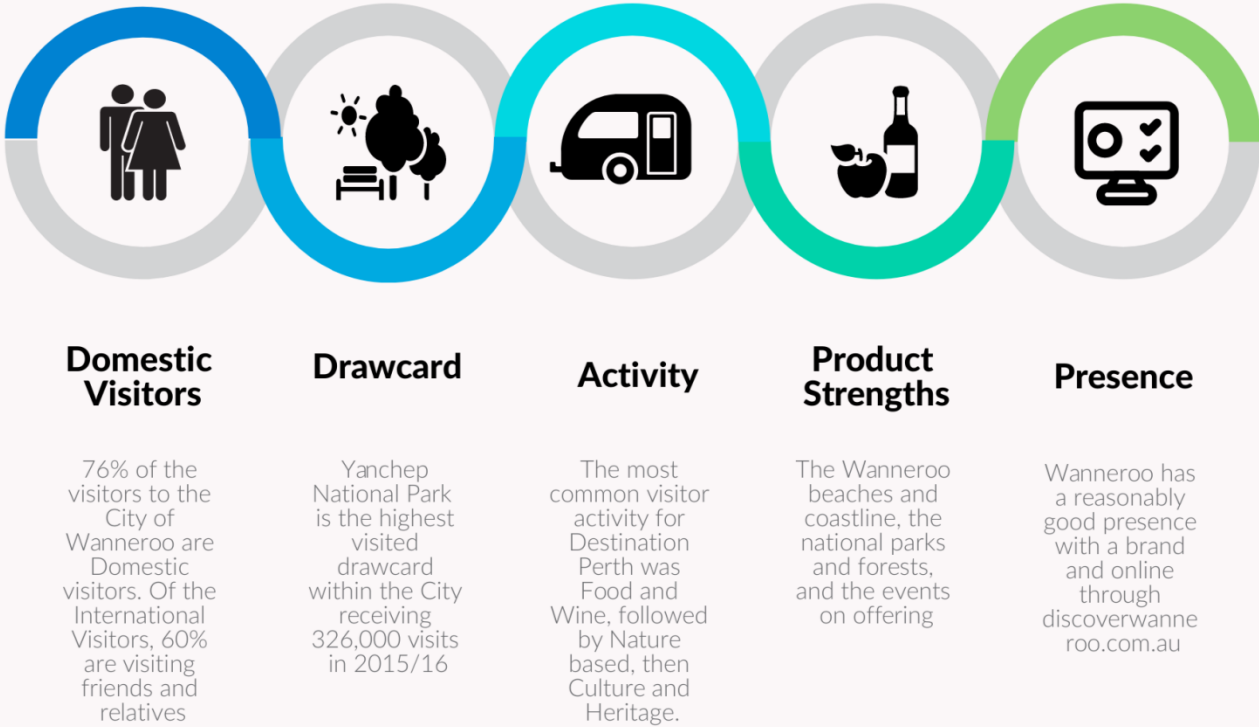 Domestic
Visitors
76% of the
visitors to the
City of
Wanneroo are
Domestic
visitors. Of the
International
Visitors, 60%
are visiting
friends and
relatives
Drawcard
Yanchep
National Park
is the highest
visited
drawcard
within the City
receiving
326,000 visits
in 2015/16
Activity
The most
common visitor
activity for
Destination
Perth was
Food and
Wine, followed
by Nature
based, then
Culture and
Heritage.
Product
Strengths
The Wanneroo
beaches and
coastline, the
national parks
and forests,
and the events
on offering
Presence
Wanneroo has
a reasonably
good presence
with a brand
and online
through
discoverwanne
roo.com.au